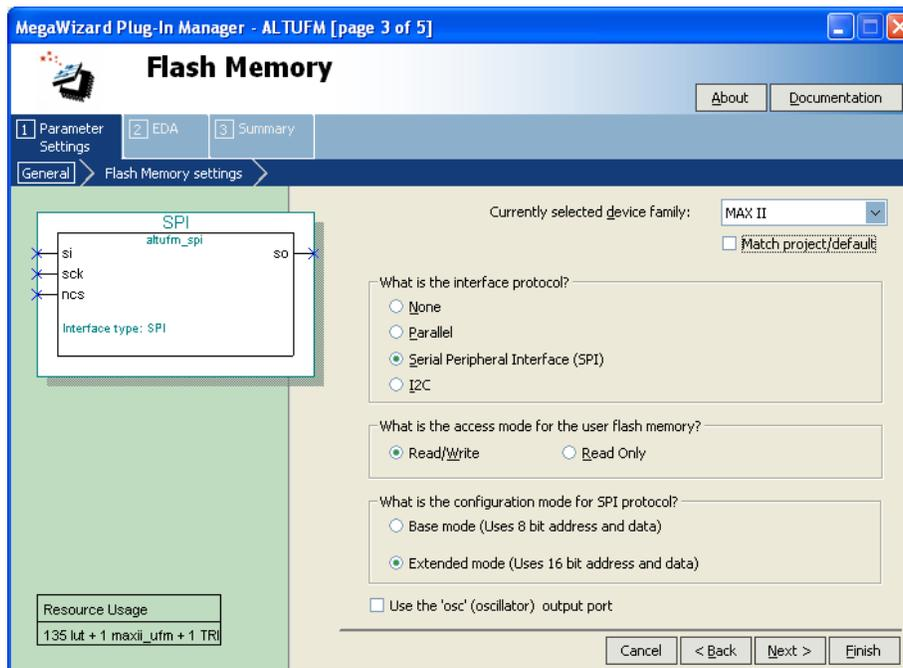 MegaWizard Plug-In Manager - ALTUFM [page 3 of 5]
Flash Memory
About Documentation
1 Parameter Settings 2 EDA 3 Summary
General Flash Memory settings
SPI
altufm_spi
si so
sck
ncs
Interface type: SPI
Currently selected device family: MAX II
Match project/default
What is the interface protocol?
None
Parallel
Serial Peripheral Interface (SPI)
I2C
What is the access mode for the user flash memory?
Read/Write Read Only
What is the configuration mode for SPI protocol?
Base mode (Uses 8 bit address and data)
Extended mode (Uses 16 bit address and data)
Use the 'osc' (oscillator) output port
Resource Usage
135 lut + 1 maxii_ufm + 1 TRI
Cancel < Back Next > Finish